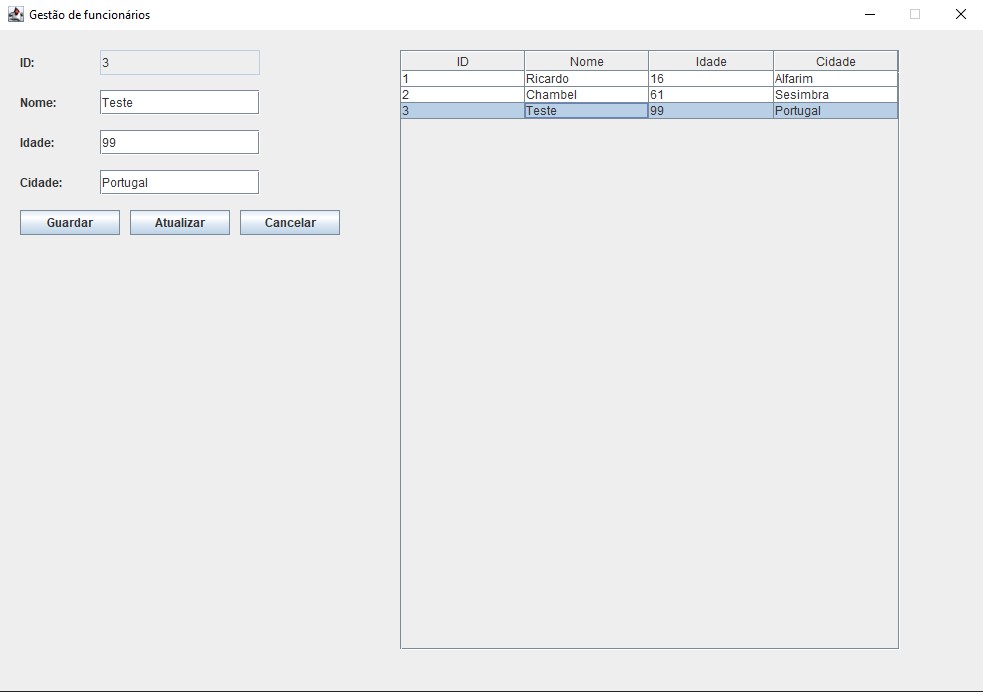 Gestão de funcionários
ID: 3
Nome: Teste
Idade: 99
Cidade: Portugal
Guardar Atualizar Cancelar
ID Nome Idade Cidade
1 Ricardo 16 Alfarim
2 Chambel 61 Sesimbra
3 Teste 99 Portugal